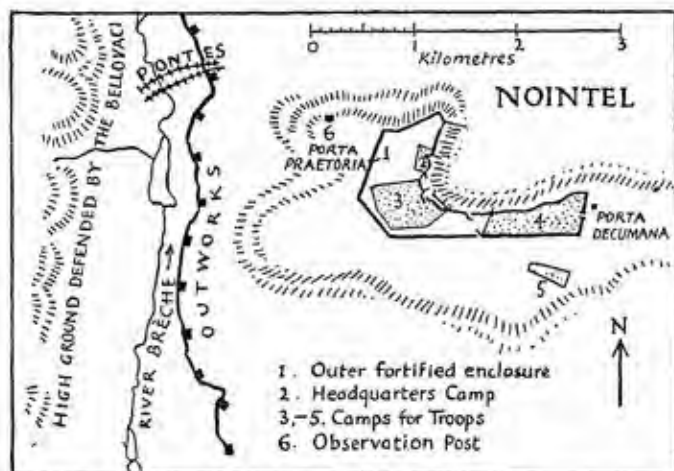 0 1 2 3
Kilometres
NOINTEL
PONTES
HIGH GROUND DEFENDED BY THE BELLOVACI
RIVER BRÈCHE
OUTWORKS
6
PORTA
PRAETORIA
1
2
3
4
PORTA
DECUMANA
5
N
1. Outer fortified enclosure
2. Headquarters Camp
3,-5, Camps for Troops
6. Observation Post